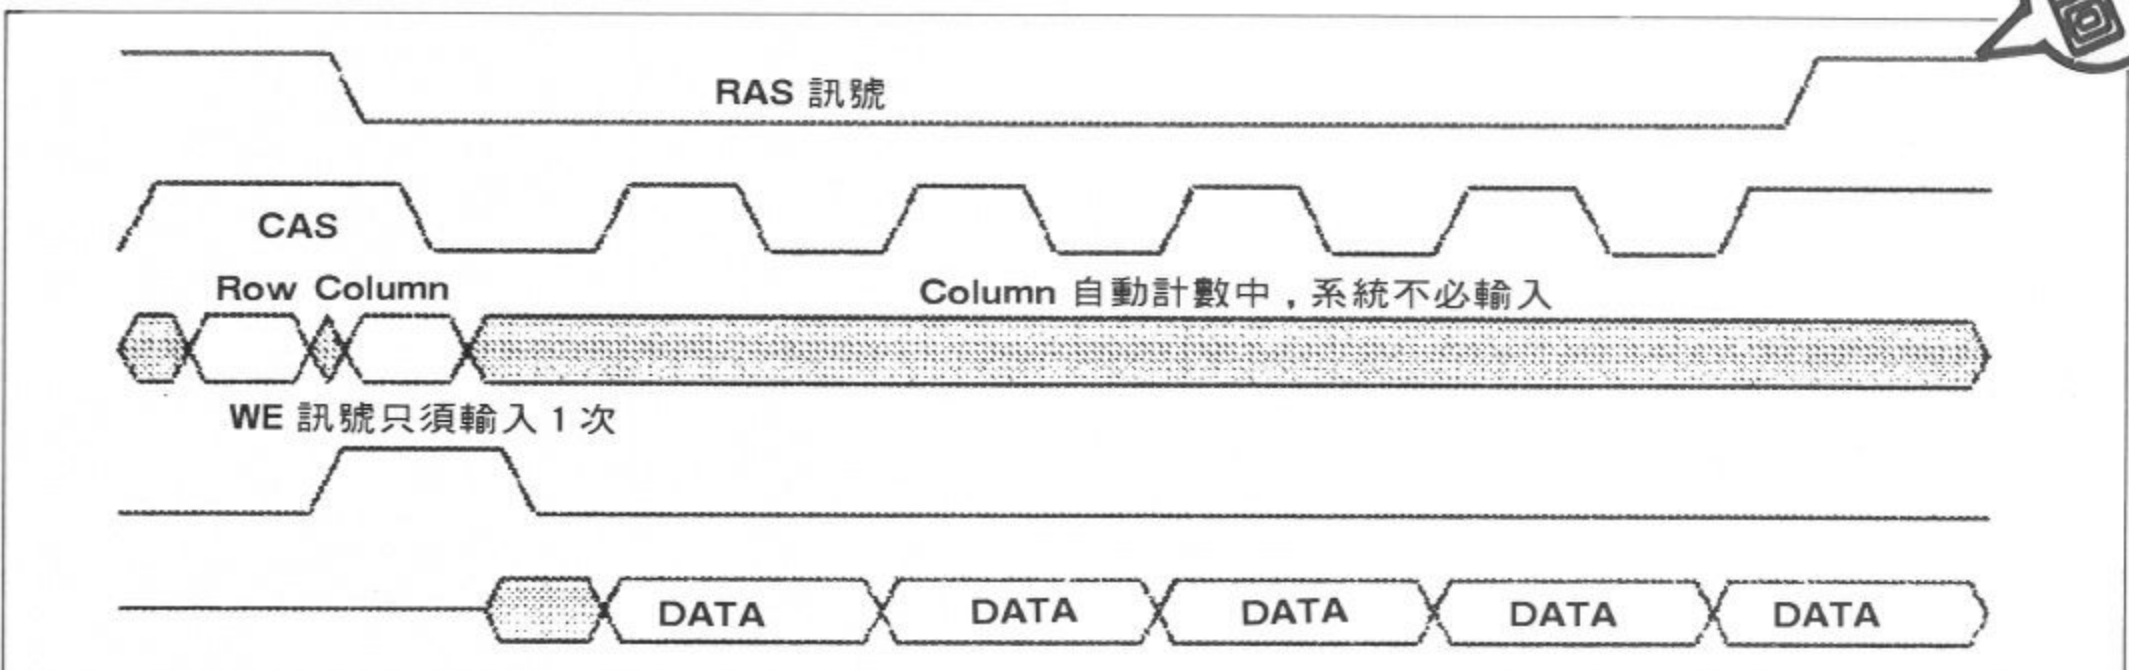 RAS 訊號
CAS
Row Column
Column 自動計數中，系統不必輸入
WE 訊號只須輸入 1 次
DATA DATA DATA DATA DATA